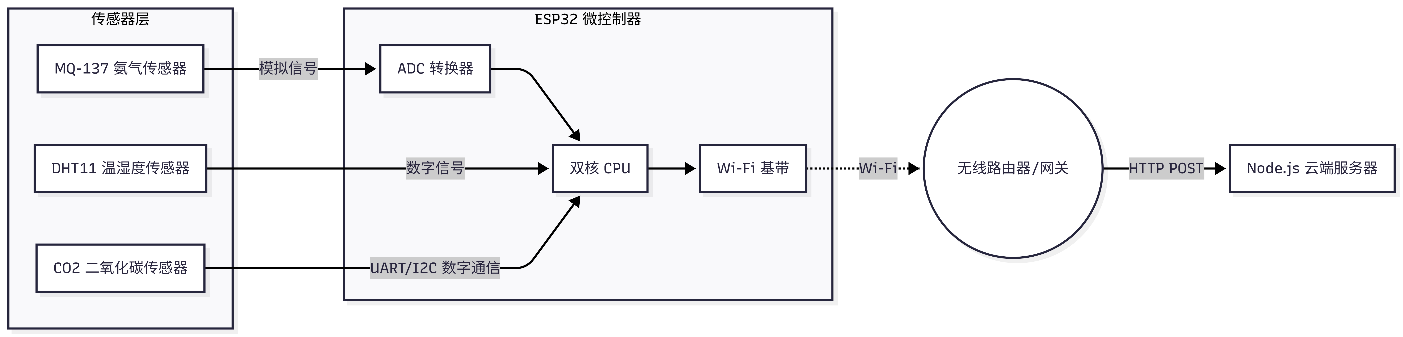 传感器层
ESP32 微控制器
MQ-137 氨气传感器
模拟信号
ADC 转换器
DHT11 温湿度传感器
数字信号
双核 CPU
Wi-Fi 基带
Wi-Fi
无线路由器/网关
HTTP POST
Node.js 云端服务器
CO2 二氧化碳传感器
UART/I2C 数字通信